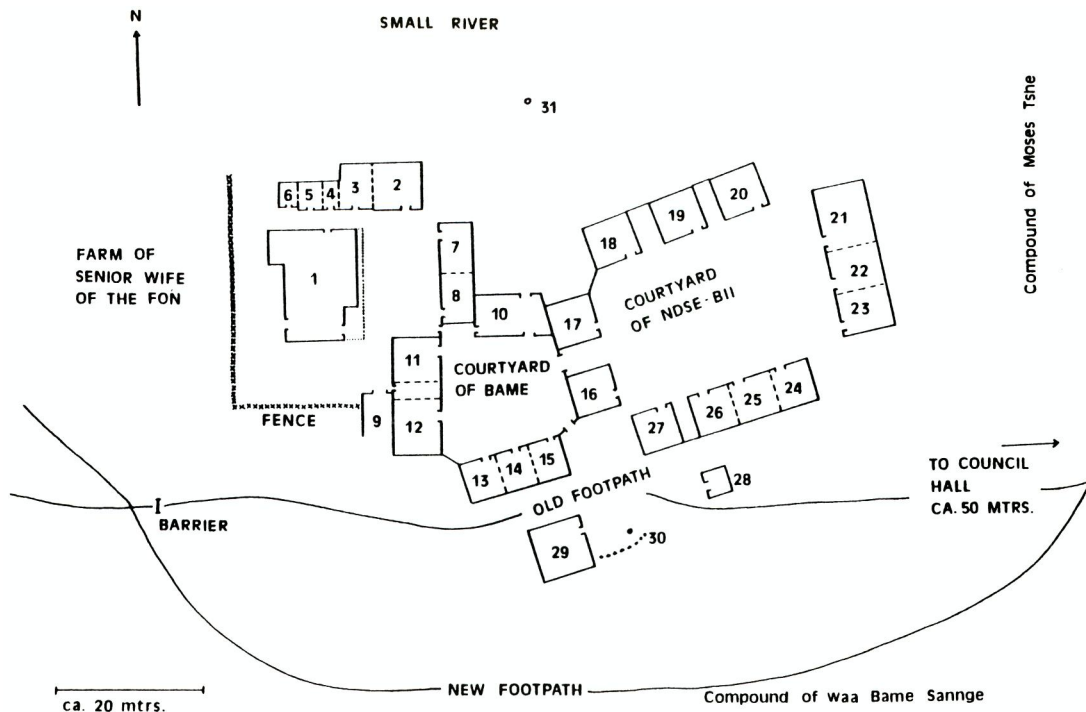 N
SMALL RIVER
31
Compound of Moses Tshe
6 5 4 3 2
20
19
18
21
22
23
7
8
1
FARM OF
SENIOR WIFE
OF THE FON
COURTYARD
OF NDSE-BII
10
17
11
COURTYARD
OF BAME
16
9
12
FENCE
24
25
26
27
13 14 15
OLD FOOTPATH
28
TO COUNCIL
HALL
CA. 50 MTRS.
I
BARRIER
29
30
NEW FOOTPATH
Compound of waa Bame Sannge
ca. 20 mtrs.